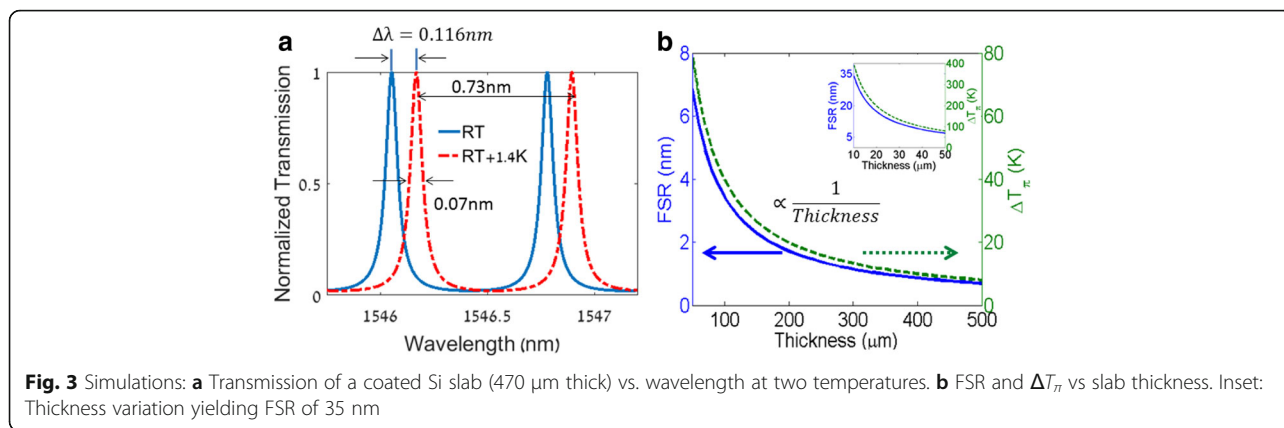 a
Δλ = 0.116nm
Normalized Transmission
1
0.5
0
0.73nm
RT
RT+1.4K
0.07nm
1546
1546.5
1547
Wavelength (nm)
b
FSR (nm)
8
6
4
2
0
80
60
40
20
0
ΔTπ (K)
∝ 1/Thickness
100
200
300
400
500
Thickness (μm)
FSR (nm)
35
20
5
400
300
200
100
0
ΔTπ (K)
10
20
30
40
50
Thickness (μm)
Fig. 3 Simulations: a Transmission of a coated Si slab (470 μm thick) vs. wavelength at two temperatures. b FSR and ΔTπ vs slab thickness. Inset:
Thickness variation yielding FSR of 35 nm